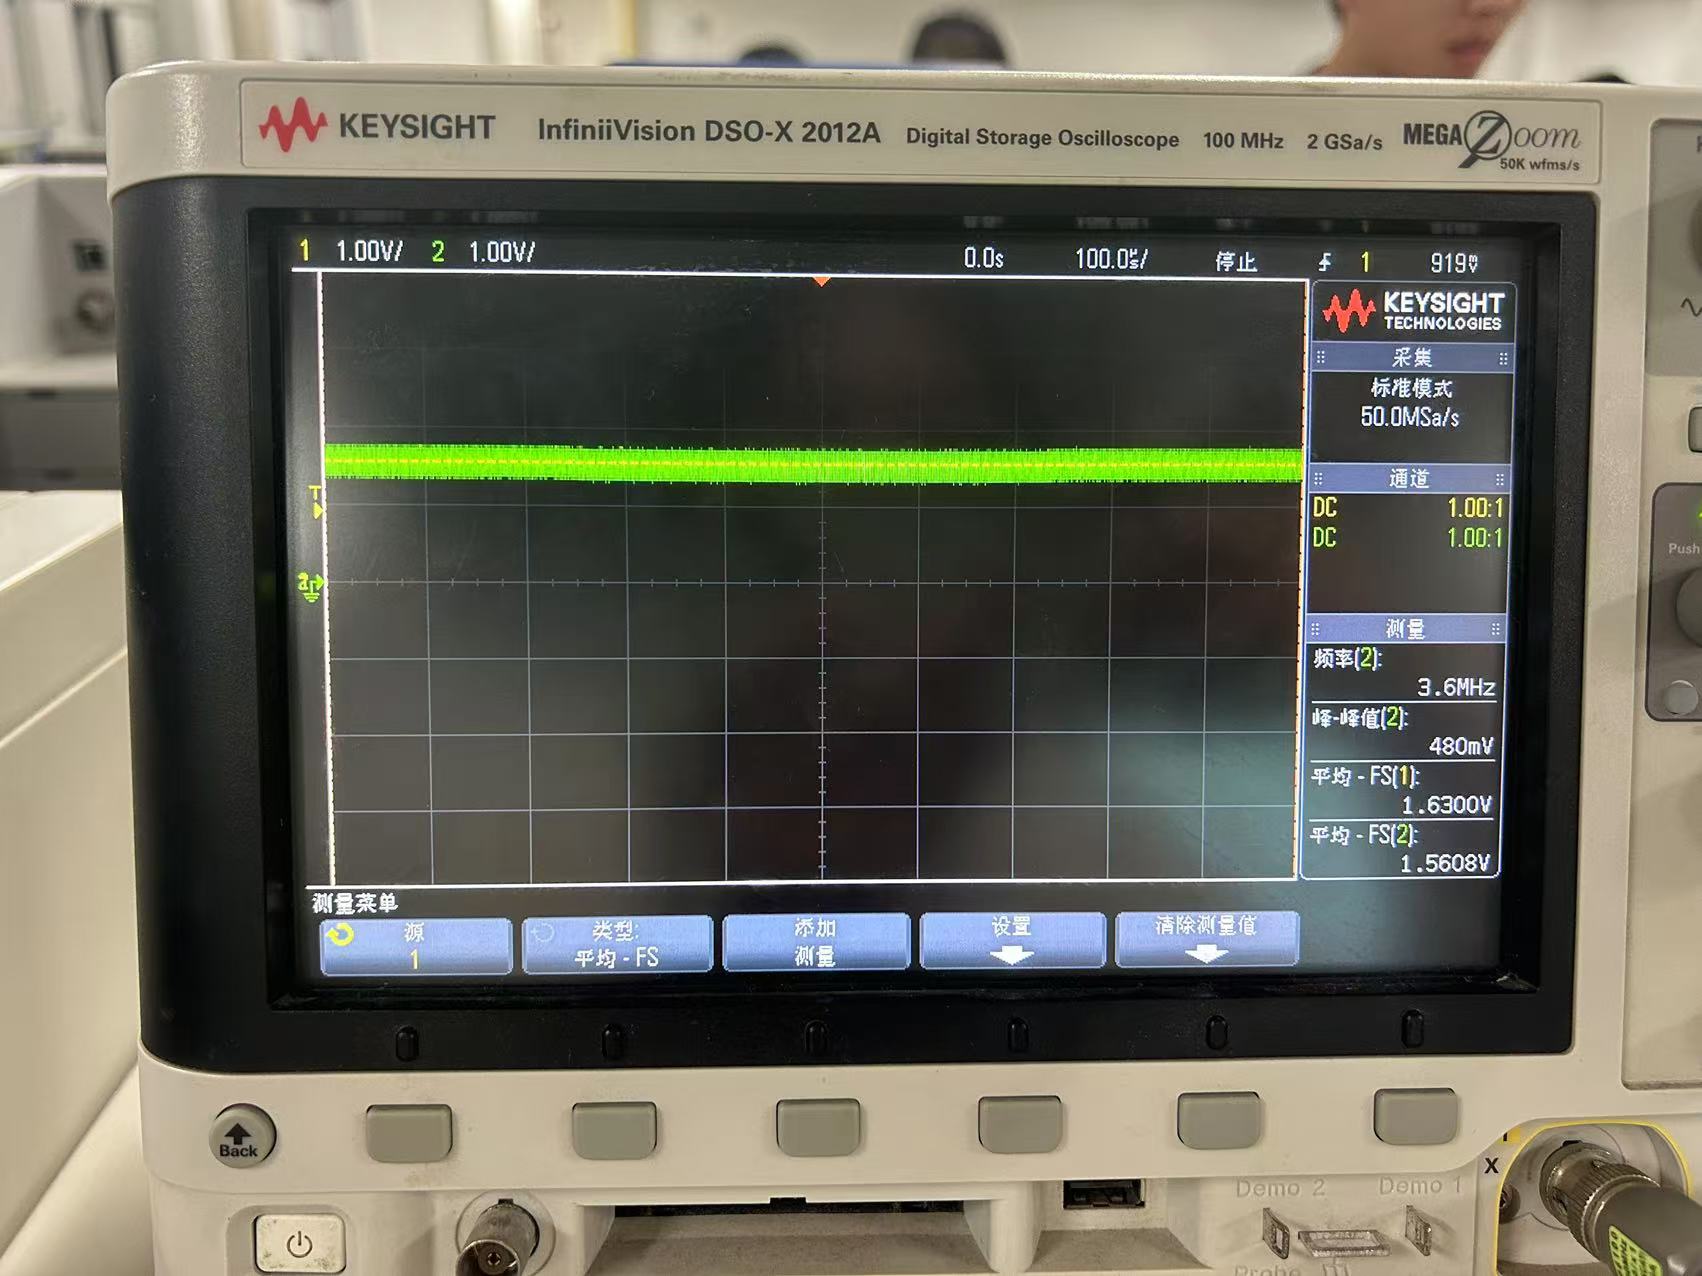 KEYSIGHT InfiniiVision DSO-X 2012A Digital Storage Oscilloscope 100 MHz 2 GSa/s MEGA Zoom
50K wfms/s
1 1.00V/ 2 1.00V/ 0.0s 100.0㎲/ 停止 1 919mV
KEYSIGHT
TECHNOLOGIES
采集
标准模式
50.0MSa/s
通道
DC 1.00:1
DC 1.00:1
T
测量
频率(2):
3.6MHz
峰-峰值(2):
480mV
平均 - FS(1):
1.6300V
平均 - FS(2):
1.5608V
测量菜单
源
1
类型:
平均 - FS
添加
测量
设置
清除测量值
Push
Back
X
Demo 2 Demo 1
Probe